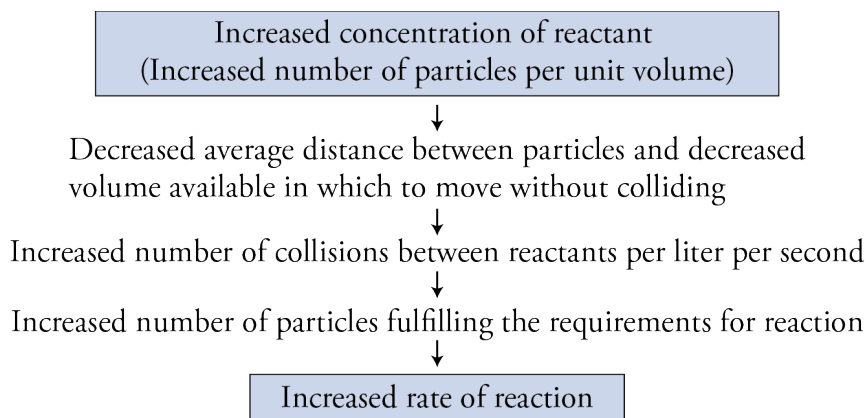 Increased concentration of reactant
(Increased number of particles per unit volume)
Decreased average distance between particles and decreased
volume available in which to move without colliding
Increased number of collisions between reactants per liter per second
Increased number of particles fulfilling the requirements for reaction
Increased rate of reaction